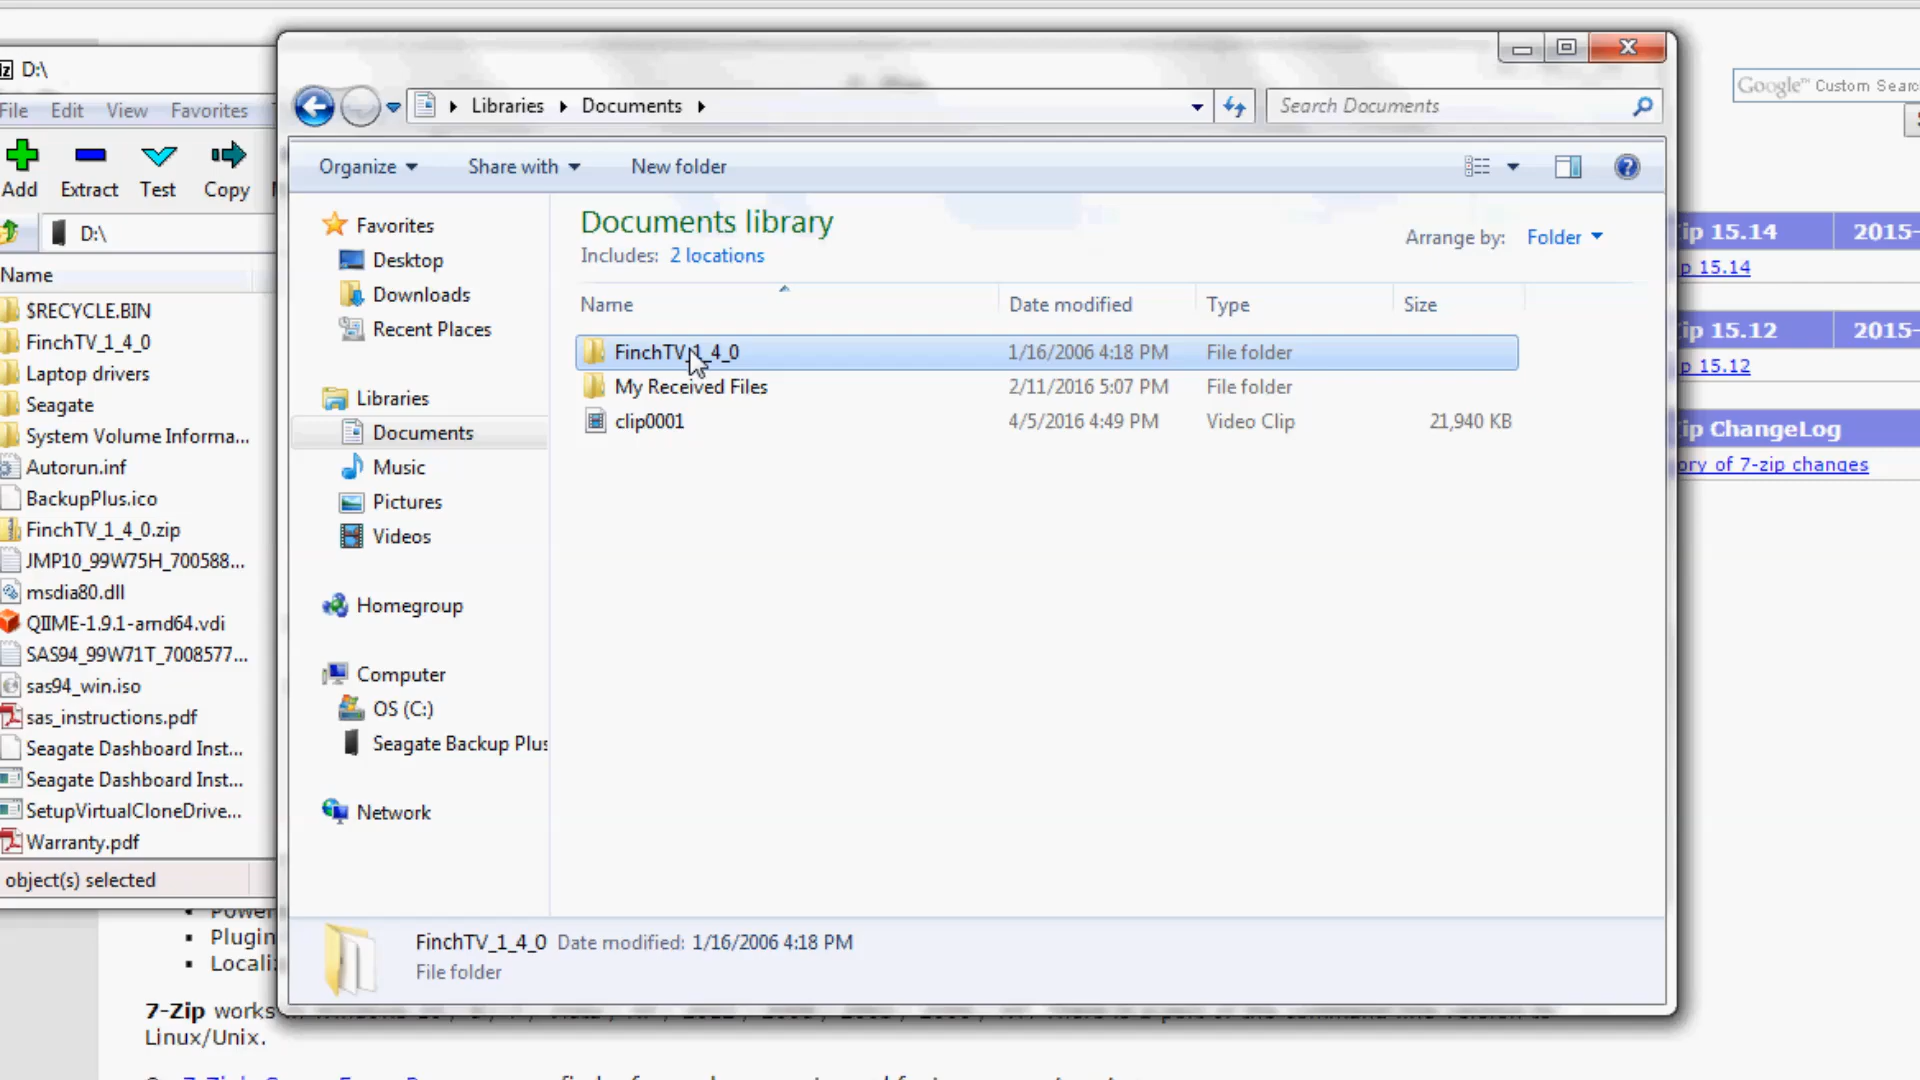 D:\
File Edit View Favorites
Add Extract Test Copy
D:\
Name
$RECYCLE.BIN
FinchTV_1_4_0
Laptop drivers
Seagate
System Volume Informa...
Autorun.inf
BackupPlus.ico
FinchTV_1_4_0.zip
JMP10_99W75H_700588...
msdia80.dll
QIIME-1.9.1-amd64.vdi
SAS94_99W71T_7008577...
sas94_win.iso
sas_instructions.pdf
Seagate Dashboard Inst...
Seagate Dashboard Inst...
SetupVirtualCloneDrive...
Warranty.pdf
object(s) selected
Libraries Documents
Search Documents
Organize Share with New folder
Favorites
Desktop
Downloads
Recent Places
Libraries
Documents
Music
Pictures
Videos
Homegroup
Computer
OS (C:)
Seagate Backup Plus
Network
Documents library
Includes: 2 locations
Arrange by: Folder
Name Date modified Type Size
FinchTV_1_4_0 1/16/2006 4:18 PM File folder
My Received Files 2/11/2016 5:07 PM File folder
clip0001 4/5/2016 4:49 PM Video Clip 21,940 KB
FinchTV_1_4_0 Date modified: 1/16/2006 4:18 PM
File folder
Google™ Custom Searc
ip 15.14 2015-
p 15.14
ip 15.12 2015-
p 15.12
ip ChangeLog
ory of 7-zip changes
Power
Plugin
Locali
7-Zip works
Linux/Unix.